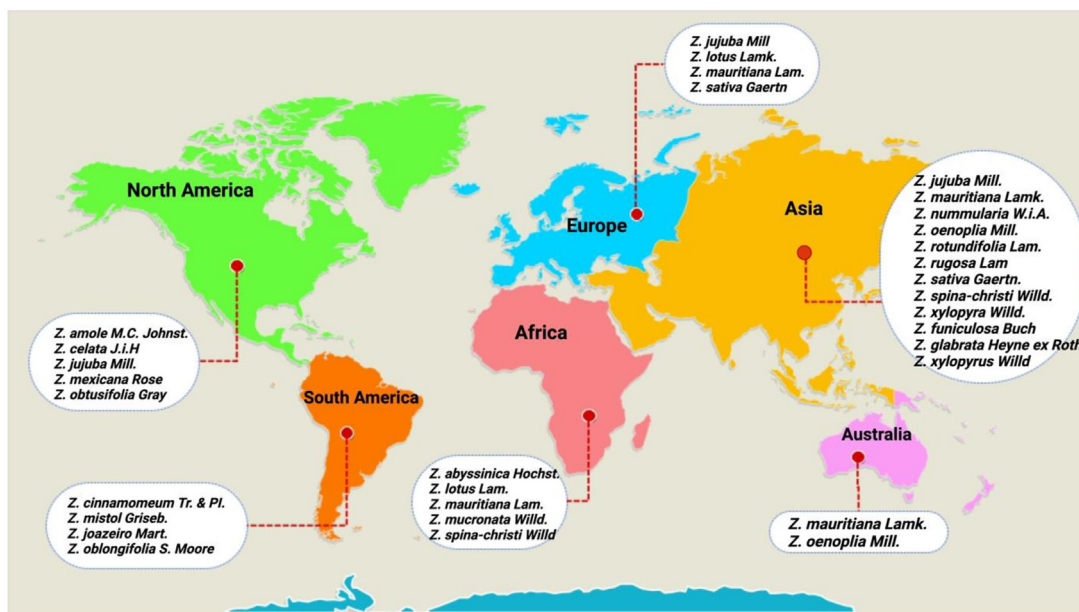 Z. jujuba Mill
Z. lotus Lamk.
Z. mauritiana Lam.
Z. sativa Gaertn
North America
Europe
Asia
Z. jujuba Mill.
Z. mauritiana Lamk.
Z. nummularia W.i.A.
Z. oenoplia Mill.
Z. rotundifolia Lam.
Z. rugosa Lam
Z. sativa Gaertn.
Z. spina-christi Willd.
Z. xylopyra Willd.
Z. funiculosa Buch
Z. glabrata Heyne ex Roth
Z. xylopyrus Willd
Z. amole M.C. Johnst.
Z. celata J.i.H
Z. jujuba Mill.
Z. mexicana Rose
Z. obtusifolia Gray
Africa
South America
Australia
Z. cinnamomeum Tr. & Pl.
Z. mistol Griseb.
Z. joazeiro Mart.
Z. oblongifolia S. Moore
Z. abyssinica Hochst.
Z. lotus Lam.
Z. mauritiana Lam.
Z. mucronata Willd.
Z. spina-christi Willd
Z. mauritiana Lamk.
Z. oenoplia Mill.